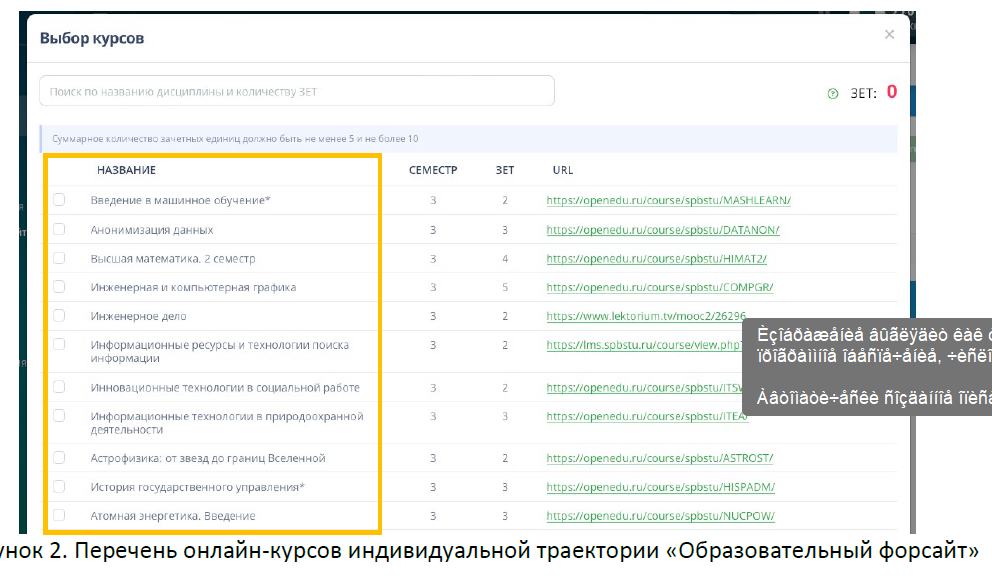 Выбор курсов ×
Поиск по названию дисциплины и количеству ЗЕТ
ЗЕТ: 0
Суммарное количество зачетных единиц должно быть не менее 5 и не более 10
НАЗВАНИЕ СЕМЕСТР ЗЕТ URL
Введение в машинное обучение* 3 2 https://openedu.ru/course/spbstu/MASHLEARN/
Анонимизация данных 3 3 https://openedu.ru/course/spbstu/DATANON/
Высшая математика. 2 семестр 3 4 https://openedu.ru/course/spbstu/HIMAT2/
Инженерная и компьютерная графика 3 5 https://openedu.ru/course/spbstu/COMPGR/
Инженерное дело 3 2 https://www.lektorium.tv/mooc2/26296
Информационные ресурсы и технологии поиска
информации 3 2 https://lms.spbstu.ru/course/view.php?
Инновационные технологии в социальной работе 3 2 https://openedu.ru/course/spbstu/ITSW
Информационные технологии в природоохранной
деятельности 3 3 https://openedu.ru/course/spbstu/ITEA/
Астрофизика: от звезд до границ Вселенной 3 2 https://openedu.ru/course/spbstu/ASTROST/
История государственного управления* 3 3 https://openedu.ru/course/spbstu/HISPADM/
Атомная энергетика. Введение 3 3 https://openedu.ru/course/spbstu/NUCPOW/
Èçîáðàæåíèå âûãëÿäèò êàê
ïðîãðàììíîå îáåñïå÷åíèå, ÷èñëî
Àâòîìàòè÷åñêè ñîçäàííîå îïèñà
унок 2. Перечень онлайн-курсов индивидуальной траектории «Образовательный форсайт»